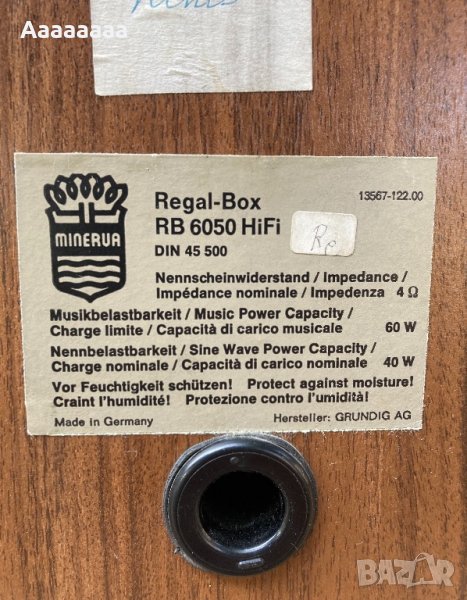 Aaaaaaaa
MINERVA
Regal-Box
13567-122.00
RB 6050 HiFi
DIN 45 500
Nennscheinwiderstand / Impedance /
Impédance nominale / Impedenza 4 Ω
Musikbelastbarkeit / Music Power Capacity /
Charge limite / Capacità di carico musicale 60 W
Nennbelastbarkeit / Sine Wave Power Capacity /
Charge nominale / Capacità di carico nominale 40 W
Vor Feuchtigkeit schützen! Protect against moisture!
Craint l'humidité! Protezione contro l'umidità!
Made in Germany
Hersteller: GRUNDIG AG
bazar.bg